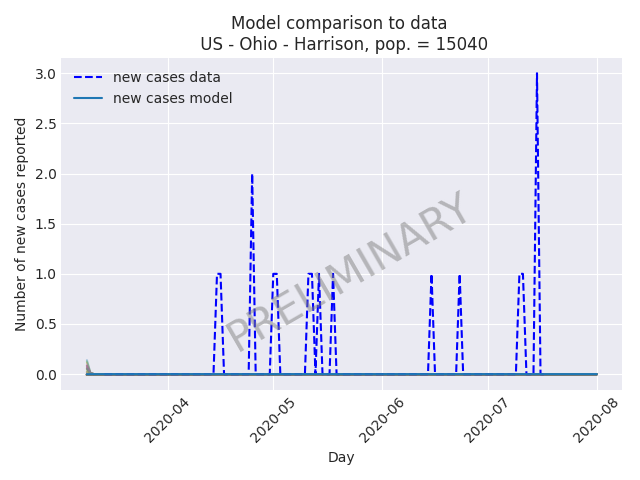 Model comparison to data
US - Ohio - Harrison, pop. = 15040
new cases data
new cases model
PRELIMINARY
Number of new cases reported
3.0
2.5
2.0
1.5
1.0
0.5
0.0
2020-04
2020-05
2020-06
2020-07
2020-08
Day